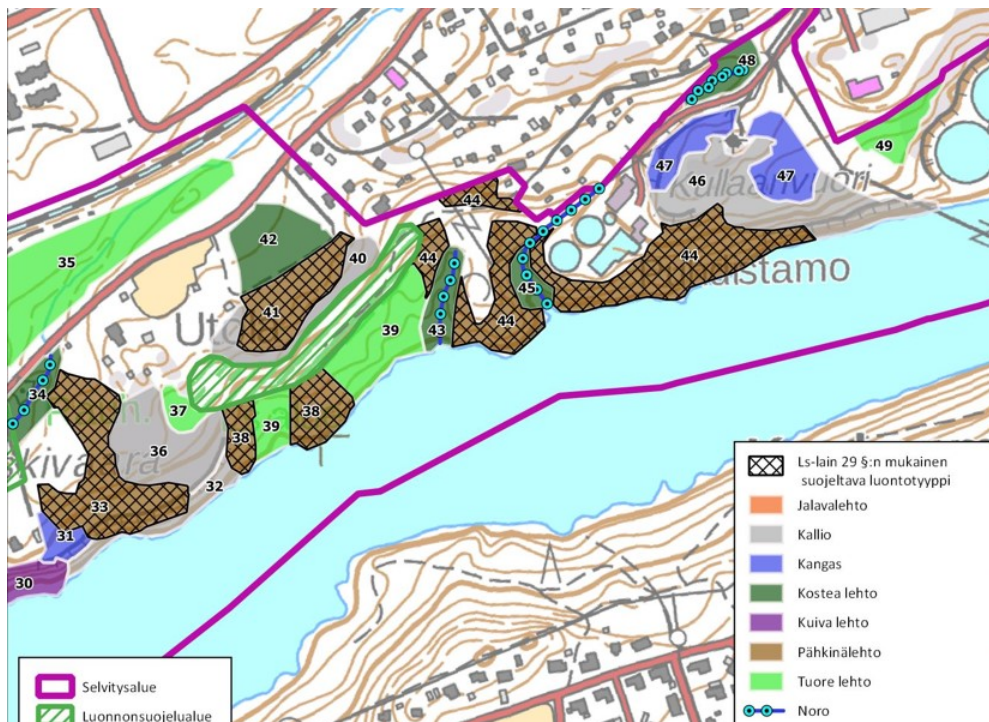 48
49
47
46
47
Kullaanvuori
44
44
42
40
44
45
44
35
41
39
43
Uto
34
37
38
39
38
36
32
33
31
30
Ls-lain 29 §:n mukainen
suojeltava luontotyyppi
Jalavalehto
Kallio
Kangas
Kostea lehto
Kuiva lehto
Pähkinälehto
Tuore lehto
Noro
Selvitysalue
Luonnonsuojelualue